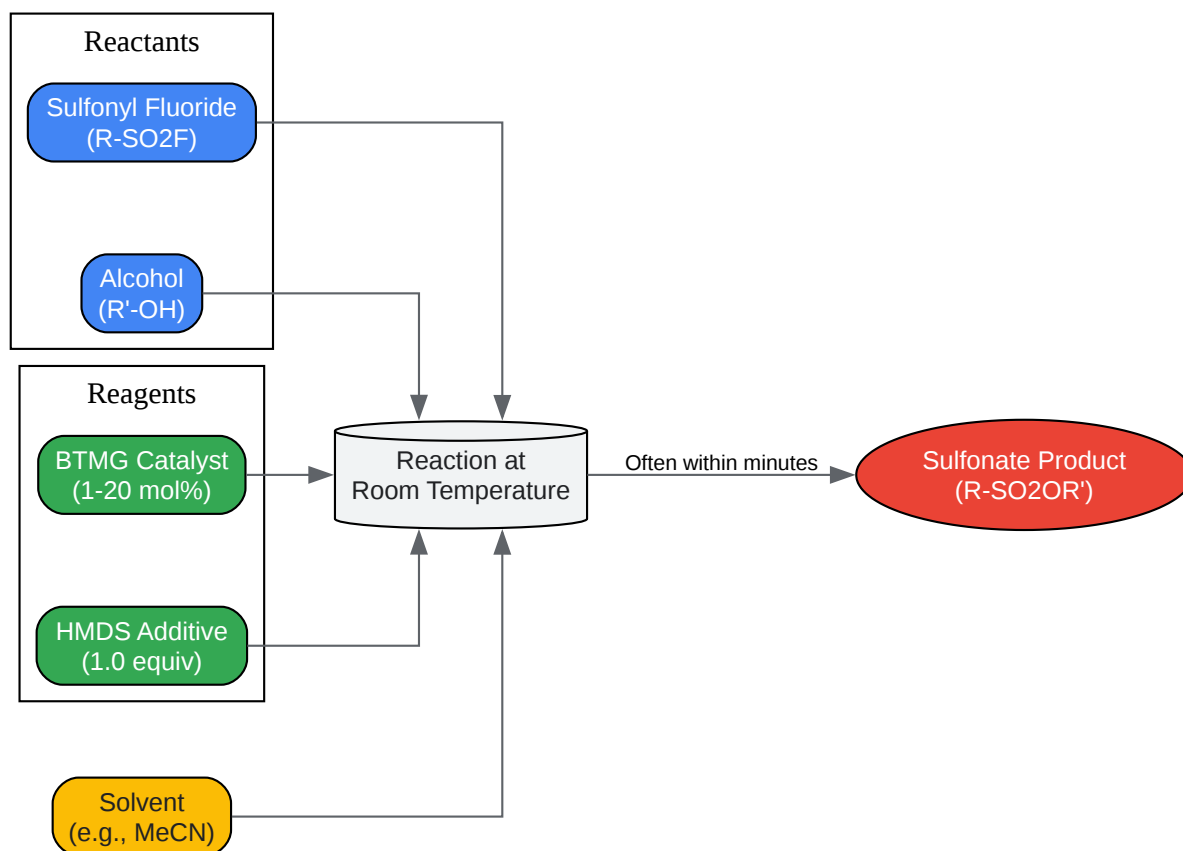 Reactants
Sulfonyl Fluoride
(R-SO2F)
Alcohol
(R'-OH)
Reagents
BTMG Catalyst
(1-20 mol%)
HMDS Additive
(1.0 equiv)
Solvent
(e.g., MeCN)
Reaction at
Room Temperature
Often within minutes
Sulfonate Product
(R-SO2OR')